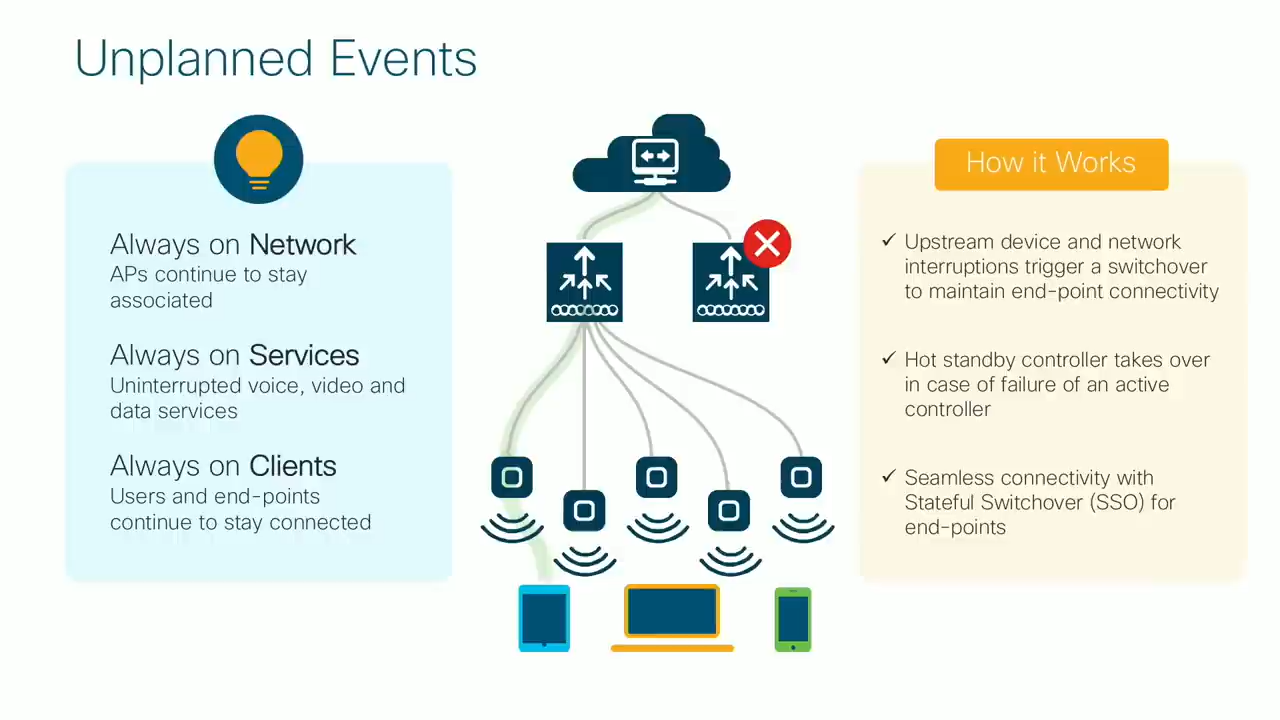 Unplanned Events
Always on Network
APs continue to stay
associated
Always on Services
Uninterrupted voice, video and
data services
Always on Clients
Users and end-points
continue to stay connected
How it Works
✓ Upstream device and network
interruptions trigger a switchover
to maintain end-point connectivity
✓ Hot standby controller takes over
in case of failure of an active
controller
✓ Seamless connectivity with
Stateful Switchover (SSO) for
end-points